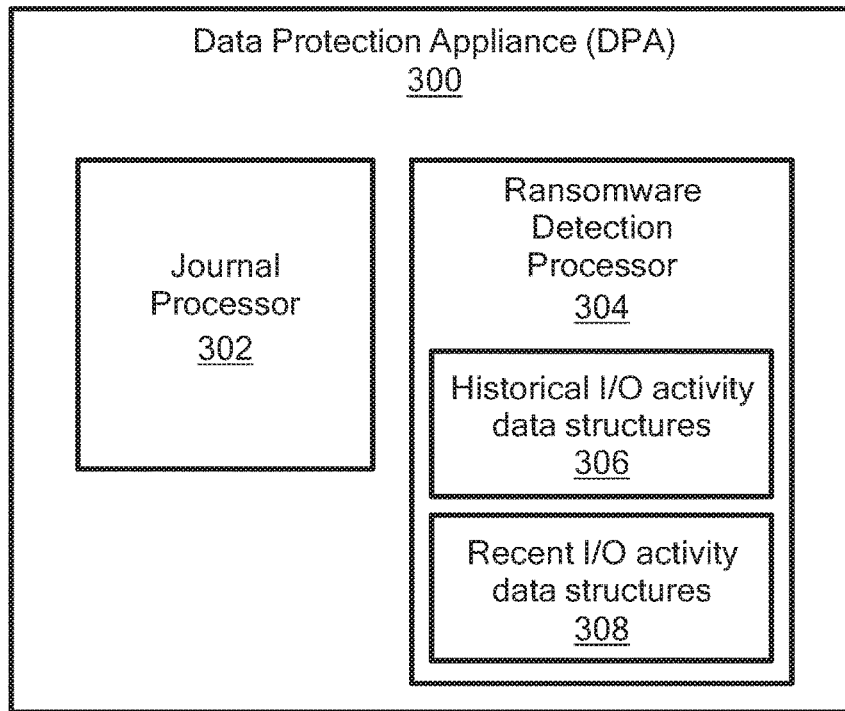 Data Protection Appliance (DPA)
300
Journal
Processor
302
Ransomware
Detection
Processor
304
Historical I/O activity
data structures
306
Recent I/O activity
data structures
308